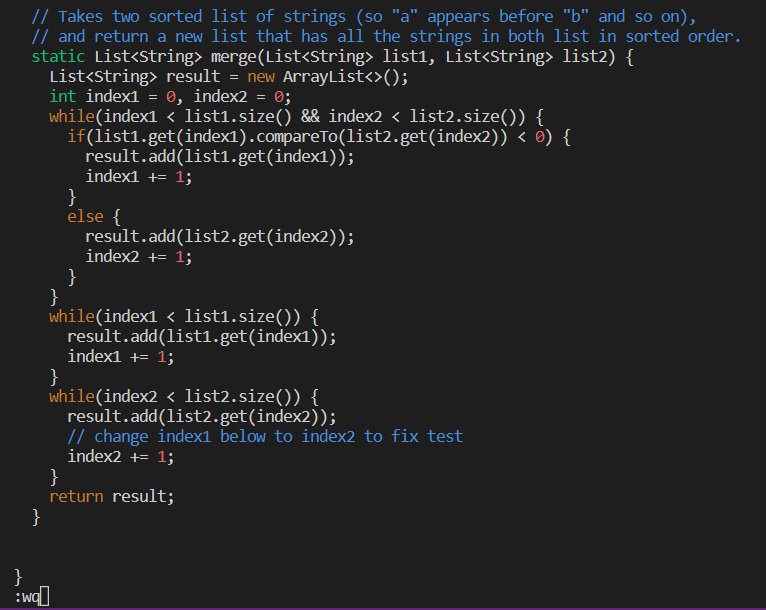 // Takes two sorted list of strings (so "a" appears before "b" and so on),
// and return a new list that has all the strings in both list in sorted order.
static List<String> merge(List<String> list1, List<String> list2) {
List<String> result = new ArrayList<>();
int index1 = 0, index2 = 0;
while(index1 < list1.size() && index2 < list2.size()) {
if(list1.get(index1).compareTo(list2.get(index2)) < 0) {
result.add(list1.get(index1));
index1 += 1;
}
else {
result.add(list2.get(index2));
index2 += 1;
}
}
while(index1 < list1.size()) {
result.add(list1.get(index1));
index1 += 1;
}
while(index2 < list2.size()) {
result.add(list2.get(index2));
// change index1 below to index2 to fix test
index2 += 1;
}
return result;
}
}
:wq